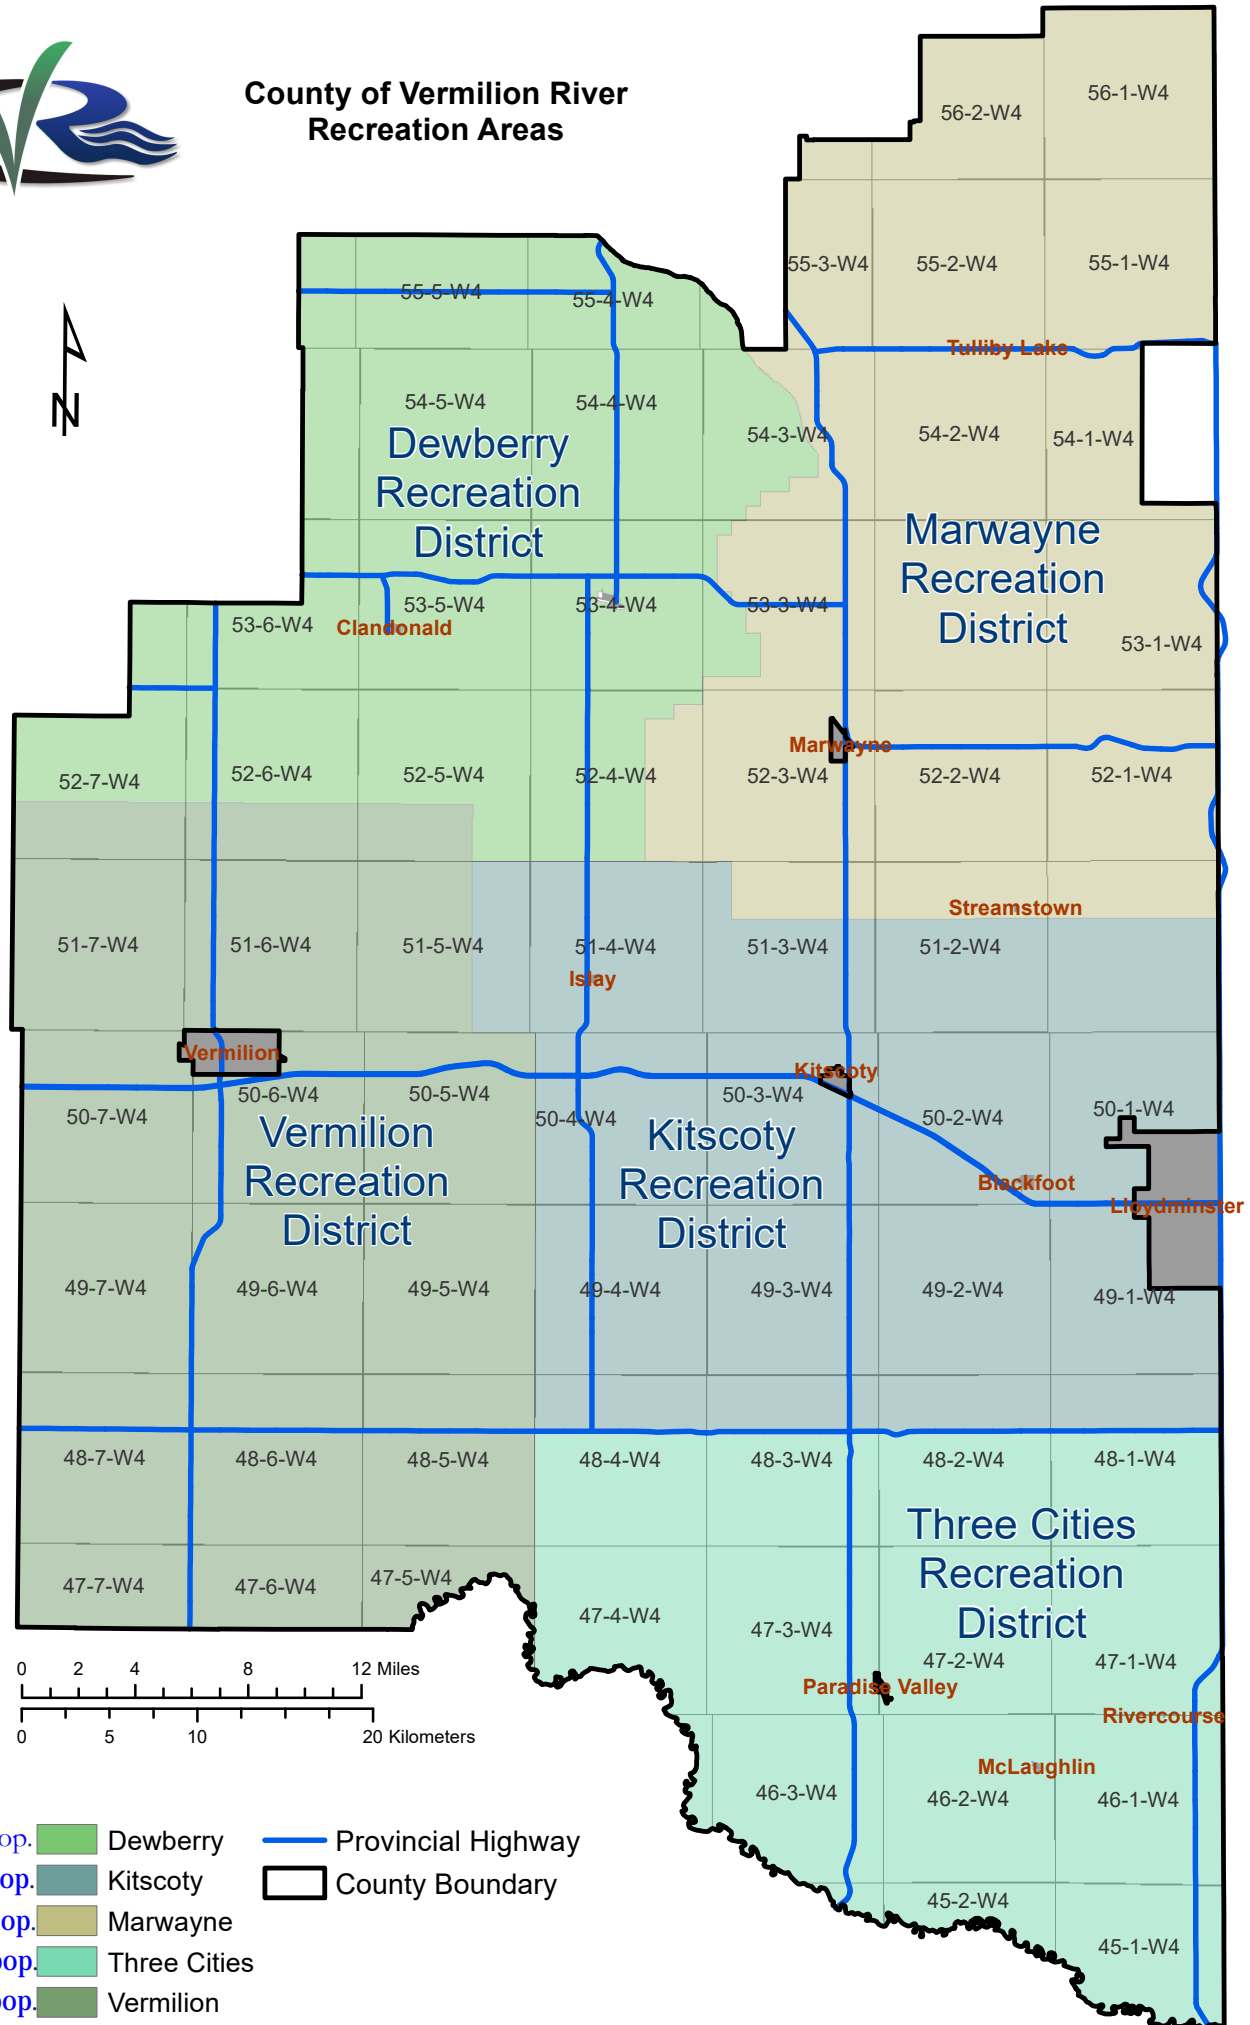 County of Vermilion River
Recreation Areas
56-1-W4
56-2-W4
55-3-W4
55-2-W4
55-1-W4
55-5-W4
55-4-W4
N
Tulliby Lake
54-5-W4
54-4-W4
54-3-W4
54-2-W4
54-1-W4
Dewberry
Recreation
District
Marwayne
Recreation
District
53-6-W4
53-5-W4
53-4-W4
53-3-W4
53-1-W4
Clandonald
Marwayne
52-7-W4
52-6-W4
52-5-W4
52-4-W4
52-3-W4
52-2-W4
52-1-W4
Streamstown
51-7-W4
51-6-W4
51-5-W4
51-4-W4
51-3-W4
51-2-W4
Islay
Vermilion
Kitscoty
50-7-W4
50-6-W4
50-5-W4
50-4-W4
50-3-W4
50-2-W4
50-1-W4
Vermilion
Recreation
District
Kitscoty
Recreation
District
Blackfoot
Lloydminster
49-7-W4
49-6-W4
49-5-W4
49-4-W4
49-3-W4
49-2-W4
49-1-W4
48-7-W4
48-6-W4
48-5-W4
48-4-W4
48-3-W4
48-2-W4
48-1-W4
Three Cities
Recreation
District
47-7-W4
47-6-W4
47-5-W4
47-4-W4
47-3-W4
47-2-W4
47-1-W4
Paradise Valley
Rivercourse
McLaughlin
46-3-W4
46-2-W4
46-1-W4
45-2-W4
45-1-W4
0 2 4 8 12 Miles
0 5 10 20 Kilometers
Dewberry
Kitscoty
Marwayne
Three Cities
Vermilion
Provincial Highway
County Boundary